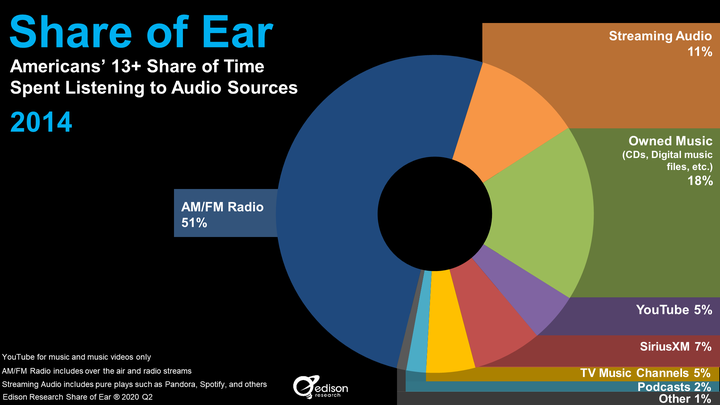 Share of Ear
Americans’ 13+ Share of Time
Spent Listening to Audio Sources
2014
Streaming Audio
11%
Owned Music
(CDs, Digital music
files, etc.)
18%
AM/FM Radio
51%
YouTube 5%
SiriusXM 7%
TV Music Channels 5%
Podcasts 2%
Other 1%
YouTube for music and music videos only
AM/FM Radio includes over the air and radio streams
Streaming Audio includes pure plays such as Pandora, Spotify, and others
Edison Research Share of Ear ® 2020 Q2
edison
research